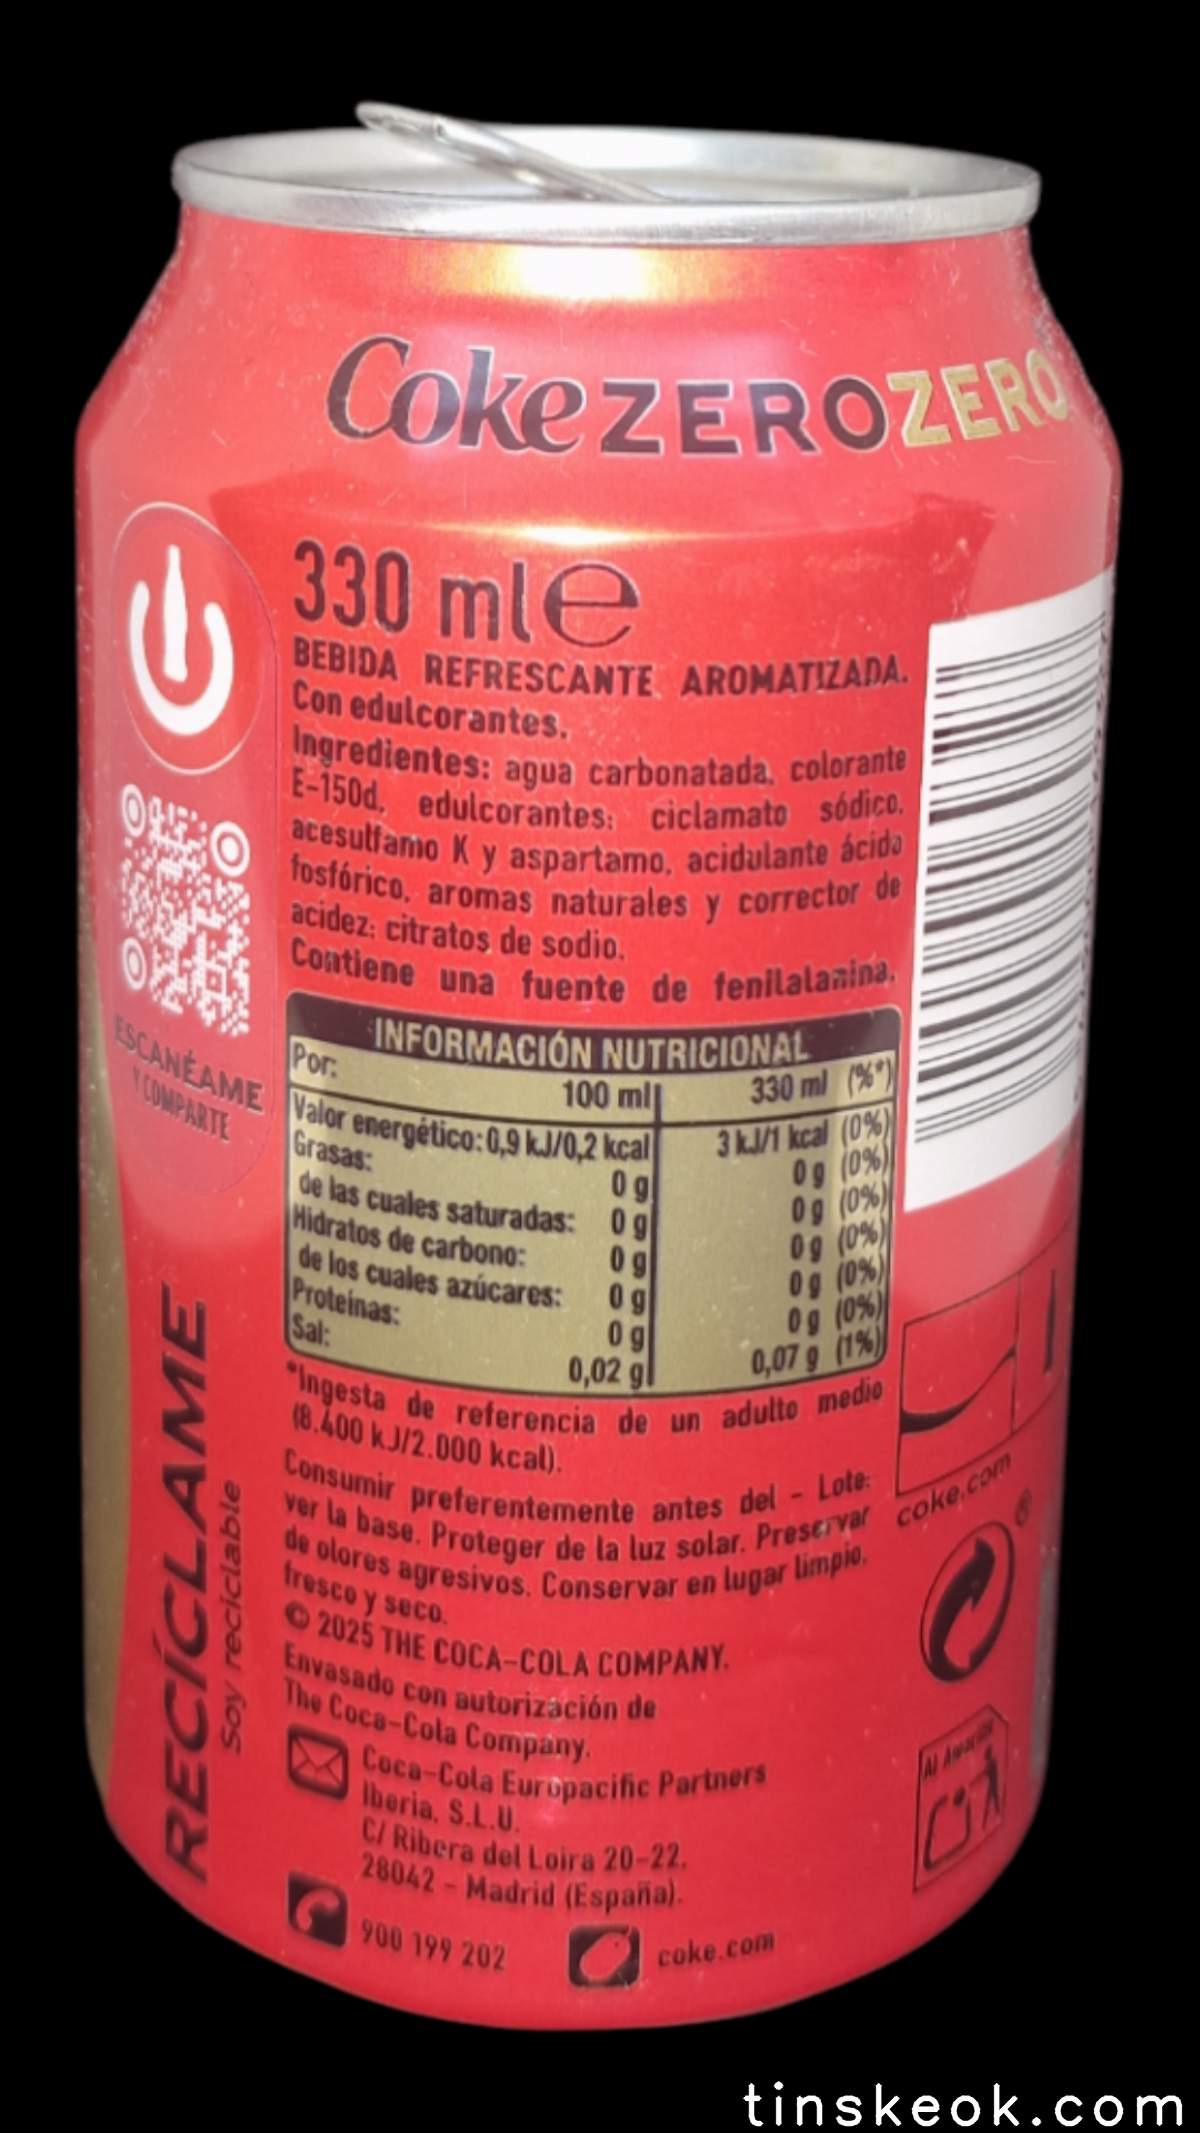 Coke ZERO ZERO
330 ml e
BEBIDA REFRESCANTE AROMATIZADA.
Con edulcorantes.
Ingredientes: agua carbonatada, colorante
E-150d, edulcorantes: ciclamato sódico,
acesulfamo K y aspartamo, acidulante ácido
fosfórico, aromas naturales y corrector de
acidez: citratos de sodio.
Contiene una fuente de fenilalanina.
INFORMACIÓN NUTRICIONAL
Por: 100 ml 330 ml (%*)
Valor energético: 0,9 kJ/0,2 kcal 3 kJ/1 kcal (0%)
Grasas: 0 g 0 g (0%)
de las cuales saturadas: 0 g 0 g (0%)
Hidratos de carbono: 0 g 0 g (0%)
de los cuales azúcares: 0 g 0 g (0%)
Proteínas: 0 g 0 g (0%)
Sal: 0,02 g 0,07 g (1%)
*Ingesta de referencia de un adulto medio
(8.400 kJ/2.000 kcal).
Consumir preferentemente antes del - Lote:
ver la base. Proteger de la luz solar. Preservar
de olores agresivos. Conservar en lugar limpio,
fresco y seco.
© 2025 THE COCA-COLA COMPANY.
Envasado con autorización de
The Coca-Cola Company.
Coca-Cola Europacific Partners
Iberia, S.L.U.
C/ Ribera del Loira 20-22.
28042 - Madrid (España).
900 199 202
coke.com
ESCANÉAME
Y COMPARTE
RECÍCLAME
Soy reciclable
coke.com
®
tinskeok.com